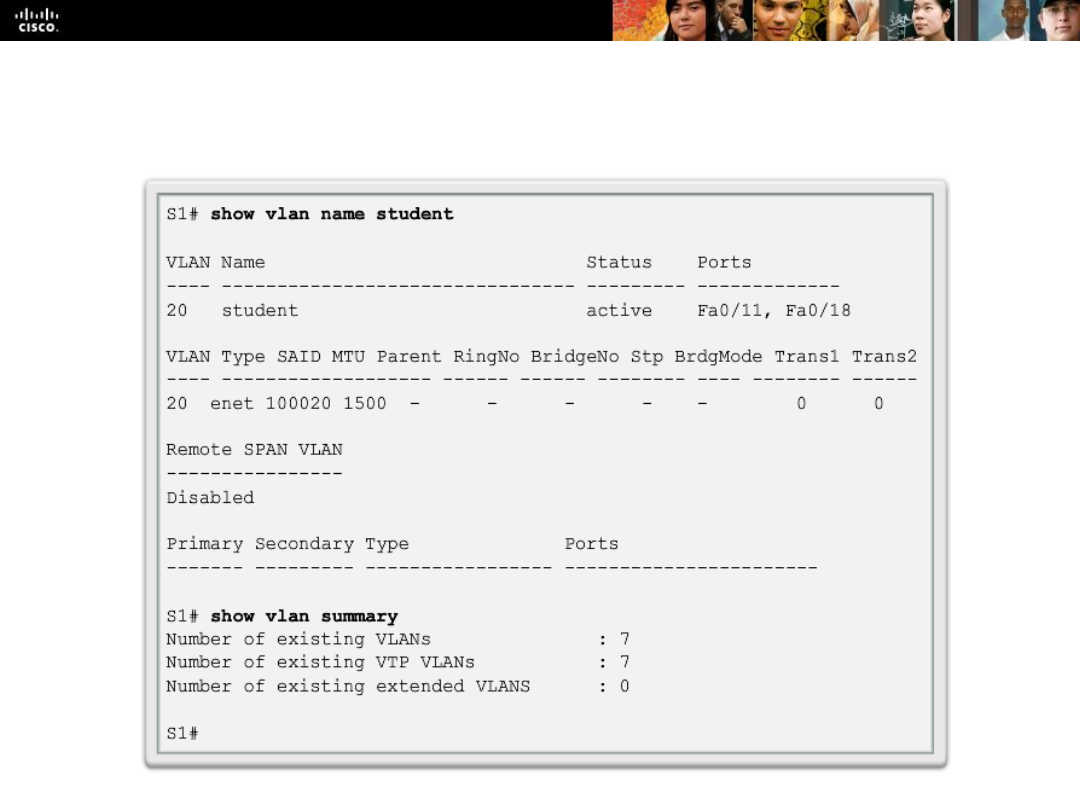 CISCO.
S1# show vlan name student
VLAN Name Status Ports
---- -------------------------------- --------- -------------
20 student active Fa0/11, Fa0/18
VLAN Type SAID MTU Parent RingNo BridgeNo Stp BrdgMode Trans1 Trans2
---- ------------------- ------ ------ -------- ---- -------- ------
20 enet 100020 1500 - - - - - 0 0
Remote SPAN VLAN
----------------
Disabled
Primary Secondary Type Ports
------- --------- ----------------- -----------------------
S1# show vlan summary
Number of existing VLANs : 7
Number of existing VTP VLANs : 7
Number of existing extended VLANS : 0
S1#